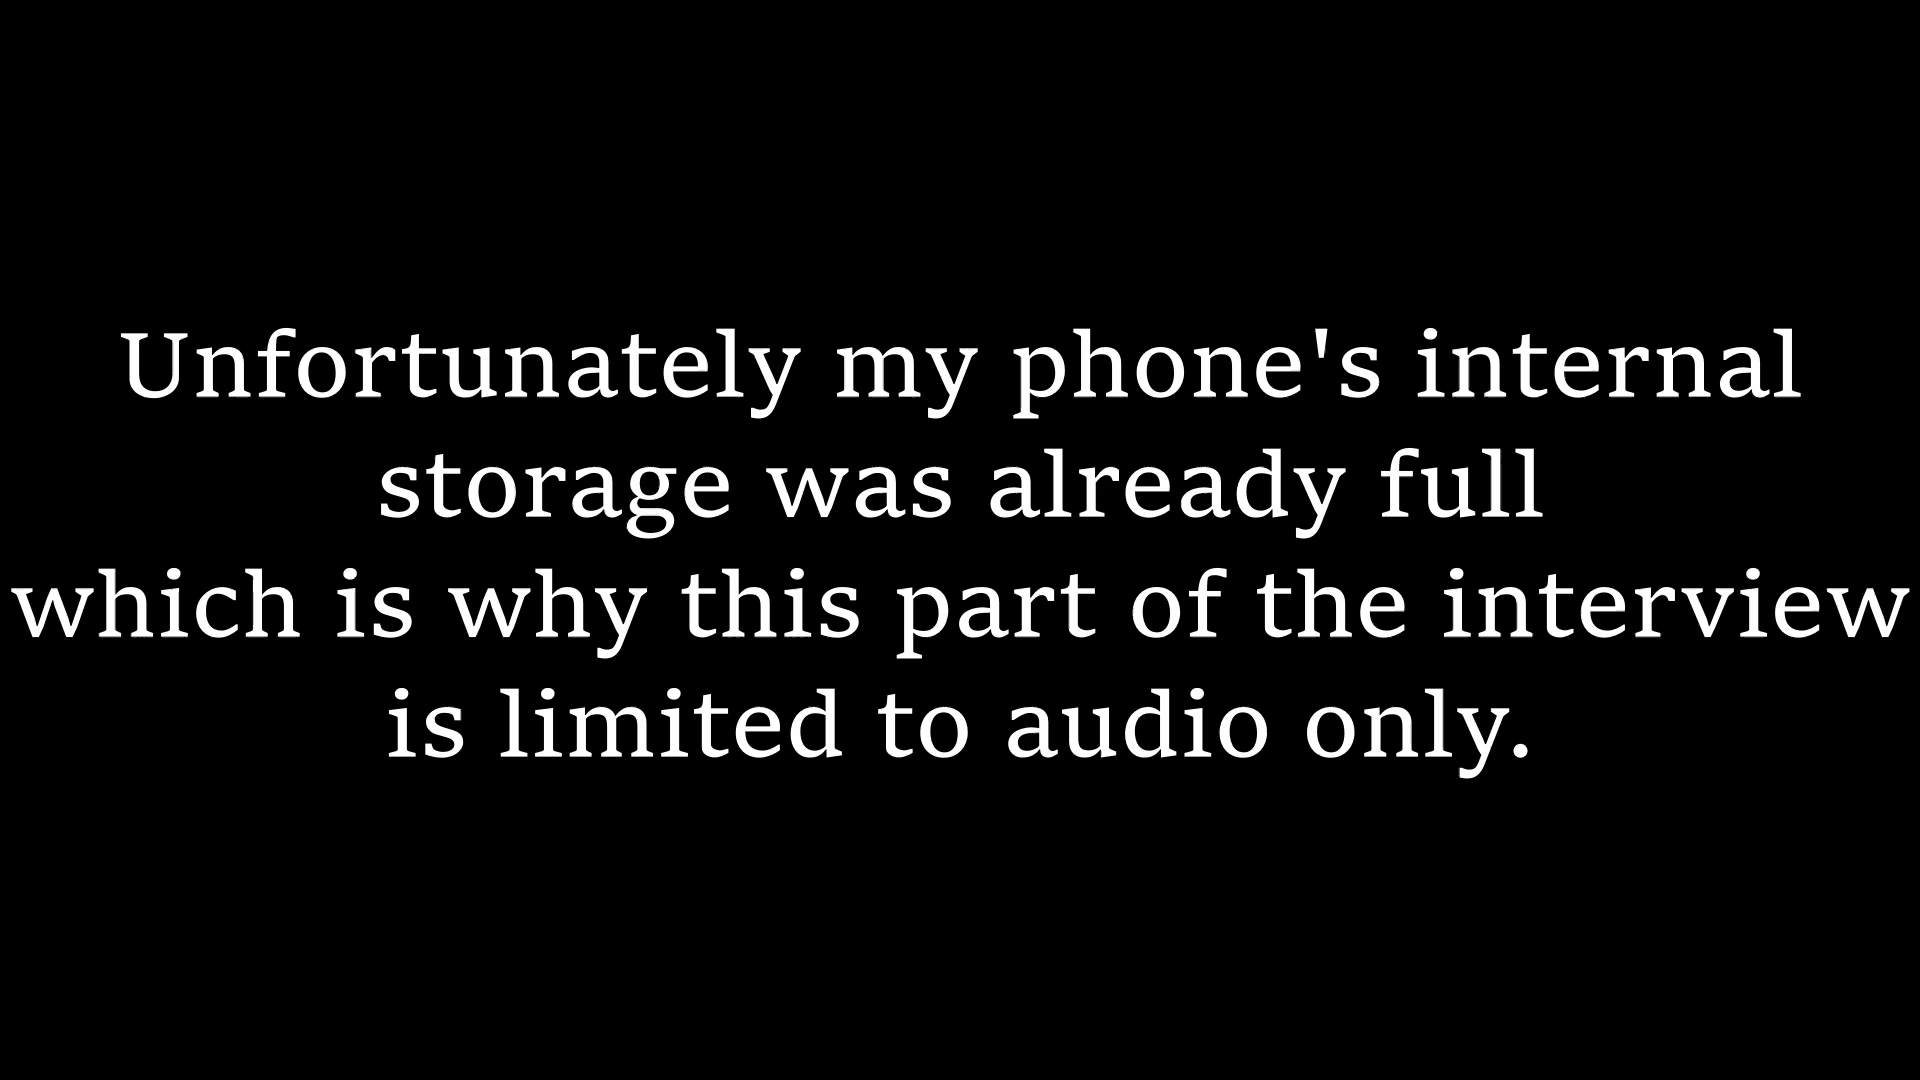 Unfortunately my phone's internal
storage was already full
which is why this part of the interview
is limited to audio only.